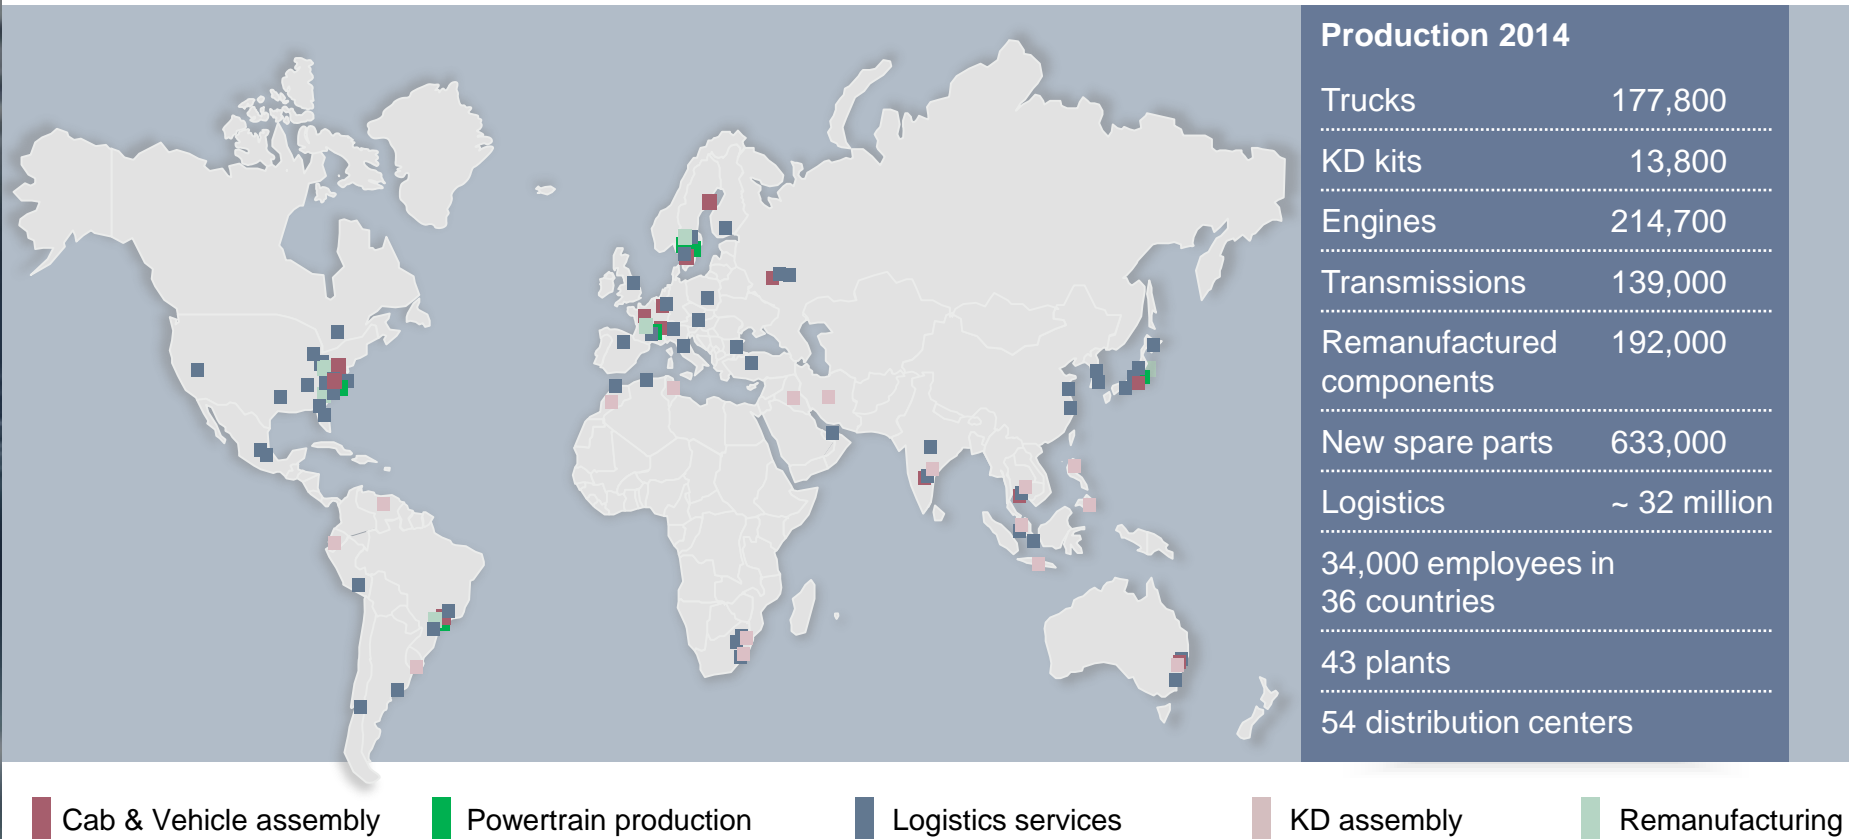 Production 2014
Trucks 177,800
KD kits 13,800
Engines 214,700
Transmissions 139,000
Remanufactured 192,000
components
New spare parts 633,000
Logistics ~ 32 million
34,000 employees in
36 countries
43 plants
54 distribution centers
Cab & Vehicle assembly Powertrain production Logistics services KD assembly Remanufacturing